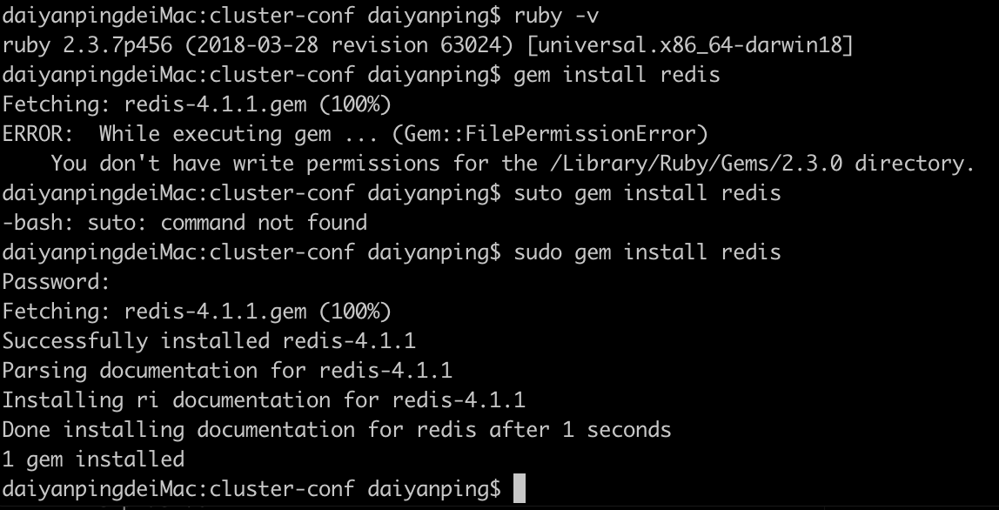 daiyanpingdeiMac:cluster-conf daiyanping$ ruby -v
ruby 2.3.7p456 (2018-03-28 revision 63024) [universal.x86_64-darwin18]
daiyanpingdeiMac:cluster-conf daiyanping$ gem install redis
Fetching: redis-4.1.1.gem (100%)
ERROR:  While executing gem ... (Gem::FilePermissionError)
    You don't have write permissions for the /Library/Ruby/Gems/2.3.0 directory.
daiyanpingdeiMac:cluster-conf daiyanping$ suto gem install redis
-bash: suto: command not found
daiyanpingdeiMac:cluster-conf daiyanping$ sudo gem install redis
Password:
Fetching: redis-4.1.1.gem (100%)
Successfully installed redis-4.1.1
Parsing documentation for redis-4.1.1
Installing ri documentation for redis-4.1.1
Done installing documentation for redis after 1 seconds
1 gem installed
daiyanpingdeiMac:cluster-conf daiyanping$